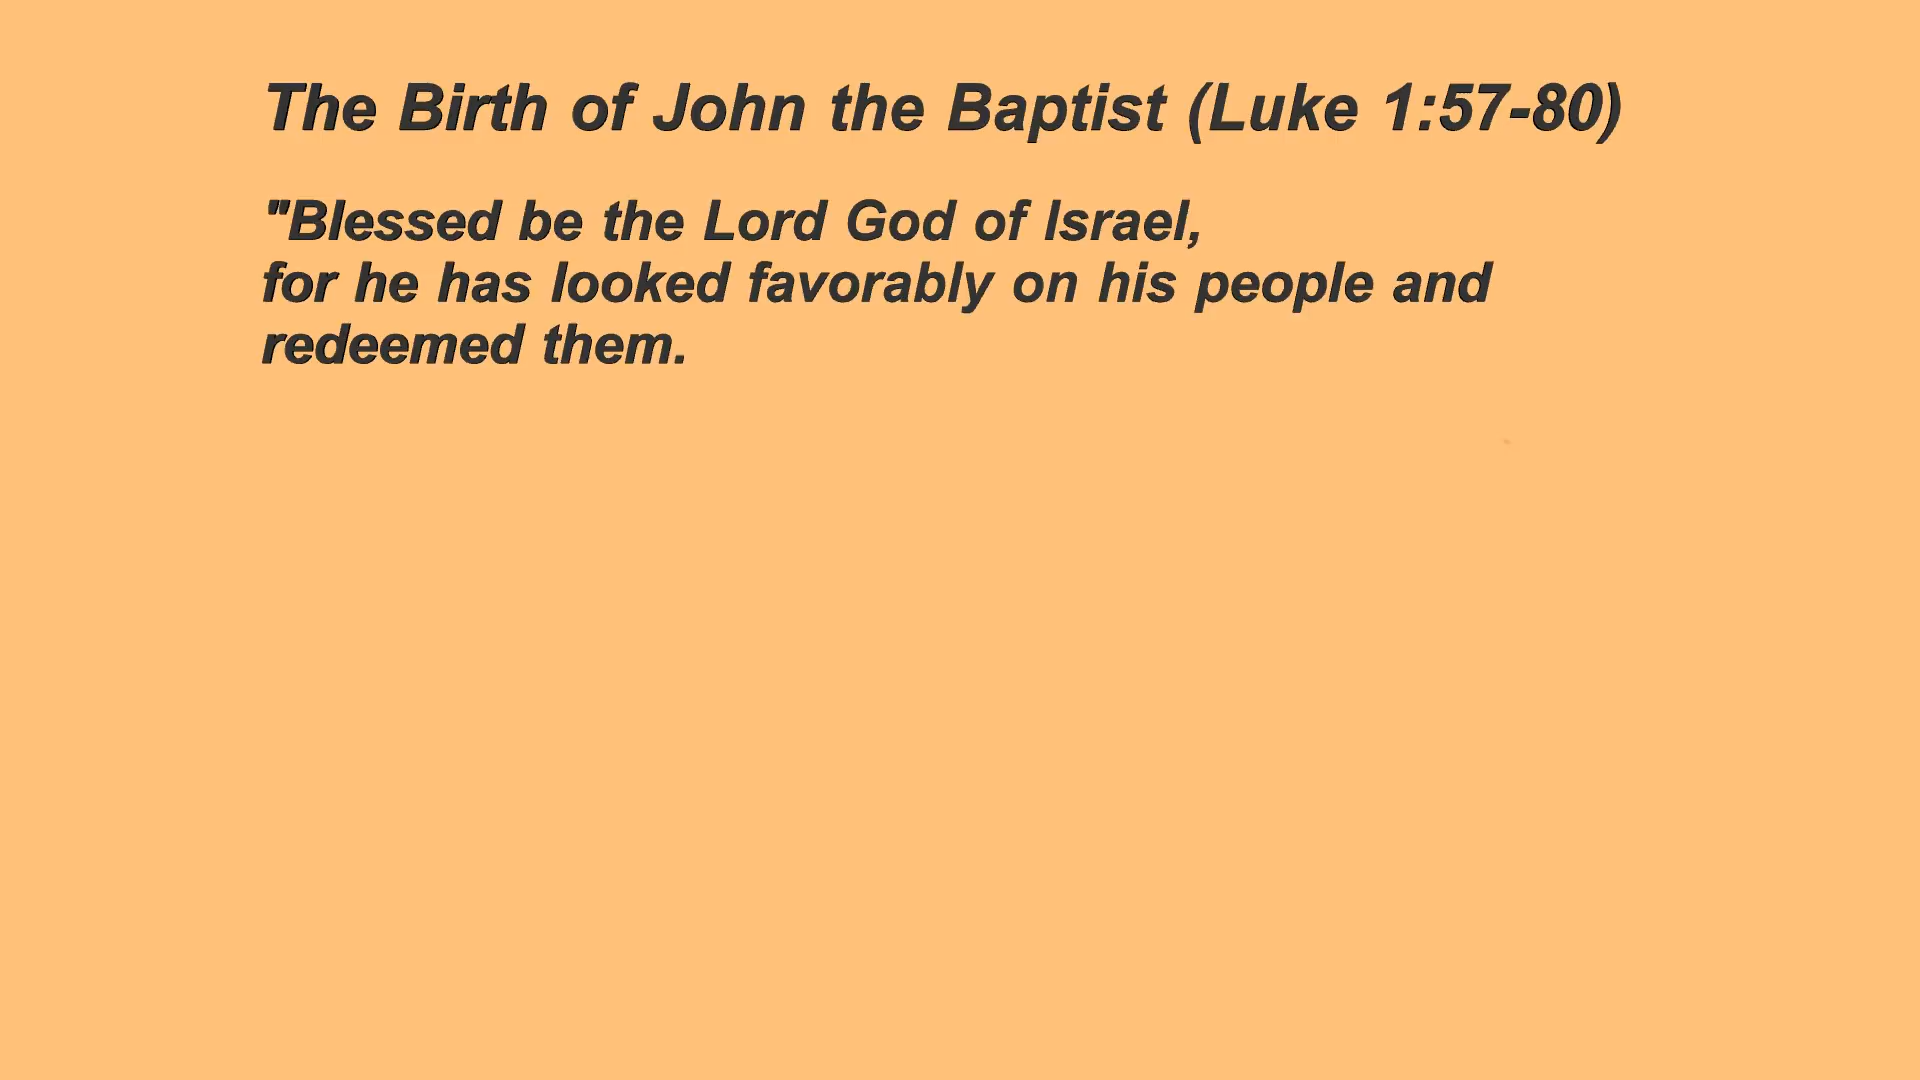 The Birth of John the Baptist (Luke 1:57-80)
"Blessed be the Lord God of Israel,
for he has looked favorably on his people and
redeemed them.